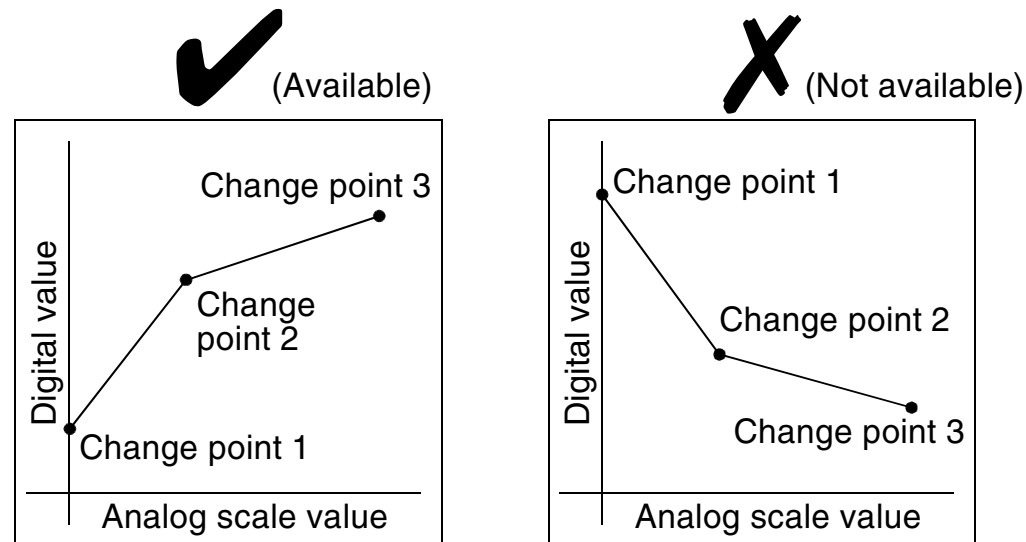 (Available)
Change point 3
Change
point 2
Change point 1
Digital value
Analog scale value
(Not available)
Change point 1
Change point 2
Change point 3
Digital value
Analog scale value